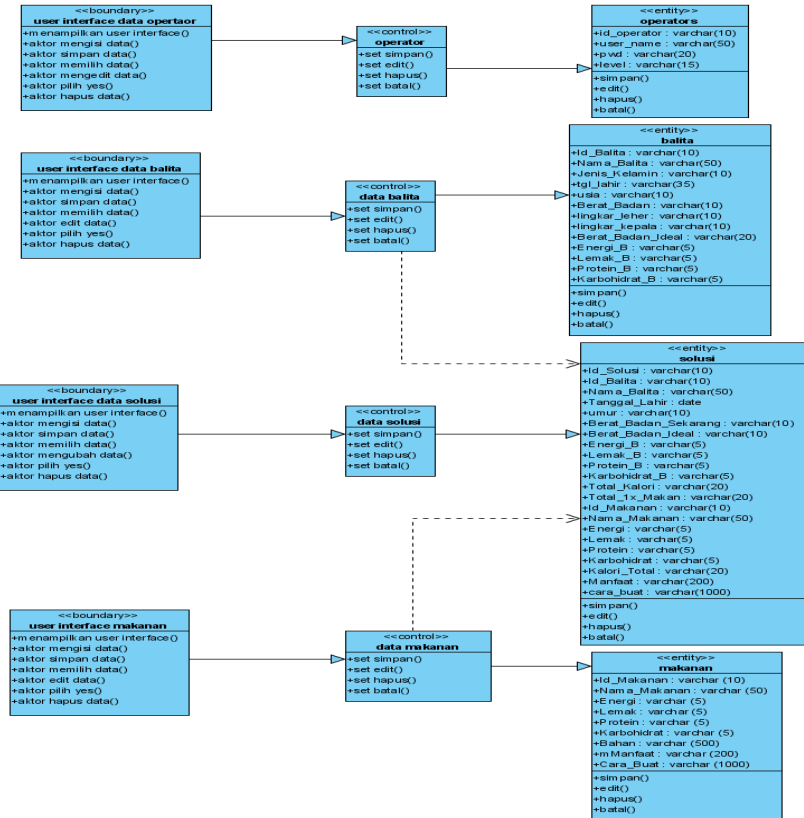 <<boundary>>
user interface data opertaor
+menampilkan user interface()
+aktor mengisi data()
+aktor simpan data()
+aktor memilih data()
+aktor mengedit data()
+aktor pilih yes()
+aktor hapus data()
<<control>>
operator
+set simpan()
+set edit()
+set hapus()
+set batal()
<<entity>>
operators
+id_operator : varchar(10)
+user_name : varchar(50)
+pwd : varchar(20)
+level : varchar(15)
+simpan()
+edit()
+hapus()
+batal()
<<boundary>>
user interface data balita
+menampilkan user interface()
+aktor mengisi data()
+aktor simpan data()
+aktor memilih data()
+aktor edit data()
+aktor pilih yes()
+aktor hapus data()
<<control>>
data balita
+set simpan()
+set edit()
+set hapus()
+set batal()
<<entity>>
balita
+Id_Balita : varchar(10)
+Nama_Balita : varchar(50)
+Jenis_Kelamin : varchar(10)
+tgl_lahir : varchar(35)
+usia : varchar(10)
+Berat_Badan : varchar(10)
+lingkar_leher : varchar(10)
+lingkar_kepala : varchar(10)
+Berat_Badan_Ideal : varchar(20)
+Energi_B : varchar(5)
+Lemak_B : varchar(5)
+Protein_B : varchar(5)
+Karbohidrat_B : varchar(5)
+simpan()
+edit()
+hapus()
+batal()
<<boundary>>
user interface data solusi
+menampilkan user interface()
+aktor mengisi data()
+aktor simpan data()
+aktor memilih data()
+aktor mengubah data()
+aktor pilih yes()
+aktor hapus data()
<<control>>
data solusi
+set simpan()
+set edit()
+set hapus()
+set batal()
<<entity>>
solusi
+Id_Solusi : varchar(10)
+Id_Balita : varchar(10)
+Nama_Balita : varchar(50)
+Tanggal_Lahir : date
+umur : varchar(10)
+Berat_Badan_Sekarang : varchar(10)
+Berat_Badan_Ideal : varchar(10)
+Energi_B : varchar(5)
+Lemak_B : varchar(5)
+Protein_B : varchar(5)
+Karbohidrat_B : varchar(5)
+Total_Kalori : varchar(20)
+Total_1x_Makan : varchar(20)
+Id_Makanan : varchar(10)
+Nama_Makanan : varchar(50)
+Energi : varchar(5)
+Lemak : varchar(5)
+Protein : varchar(5)
+Karbohidrat : varchar(5)
+Kalori_Total : varchar(20)
+Manfaat : varchar(200)
+cara_buat : varchar(1000)
+simpan()
+edit()
+hapus()
+batal()
<<boundary>>
user interface makanan
+menampilkan user interface()
+aktor mengisi data()
+aktor simpan data()
+aktor memilih data()
+aktor edit data()
+aktor pilih yes()
+aktor hapus data()
<<control>>
data makanan
+set simpan()
+set edit()
+set hapus()
+set batal()
<<entity>>
makanan
+Id_Makanan : varchar (10)
+Nama_Makanan : varchar (50)
+Energi : varchar (5)
+Lemak : varchar (5)
+Protein : varchar (5)
+Karbohidrat : varchar (5)
+Bahan : varchar (500)
+mManfaat : varchar (200)
+Cara_Buat : varchar (1000)
+simpan()
+edit()
+hapus()
+batal()